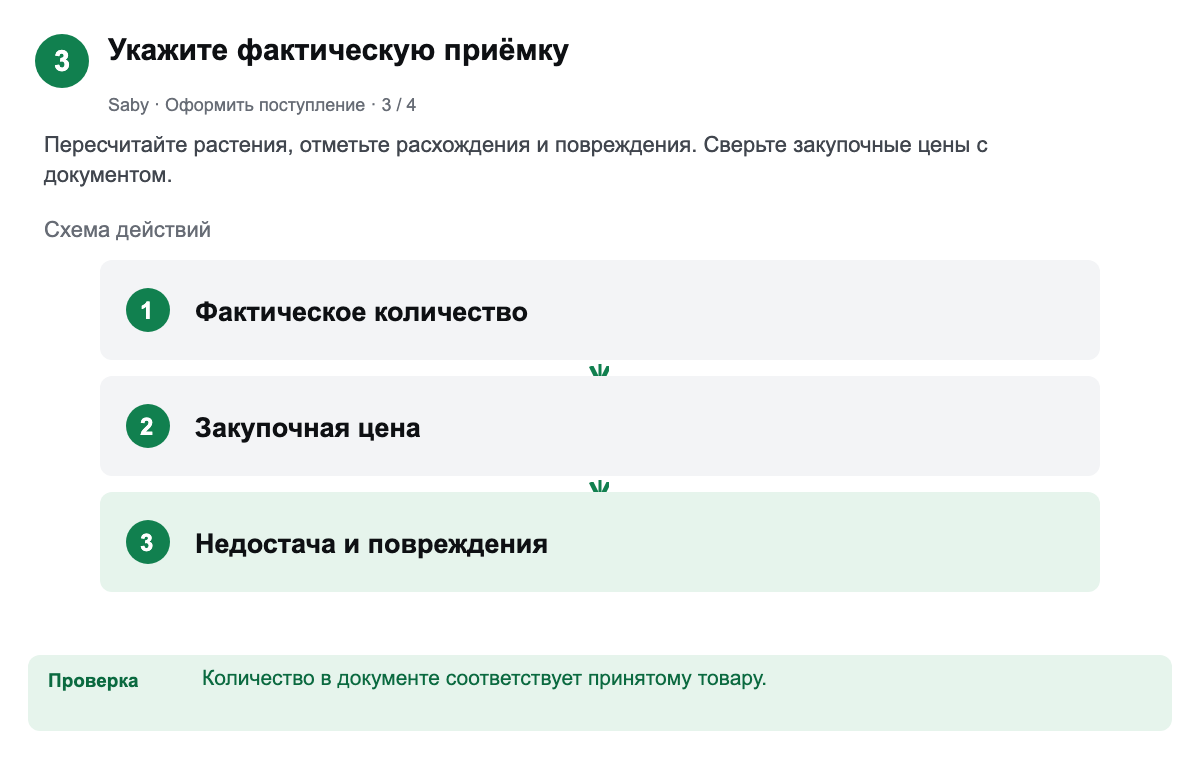 3
Укажите фактическую приёмку
Saby · Оформить поступление · 3 / 4
Пересчитайте растения, отметьте расхождения и повреждения. Сверьте закупочные цены с
документом.
Схема действий
1 Фактическое количество
2 Закупочная цена
3 Недостача и повреждения
Проверка Количество в документе соответствует принятому товару.